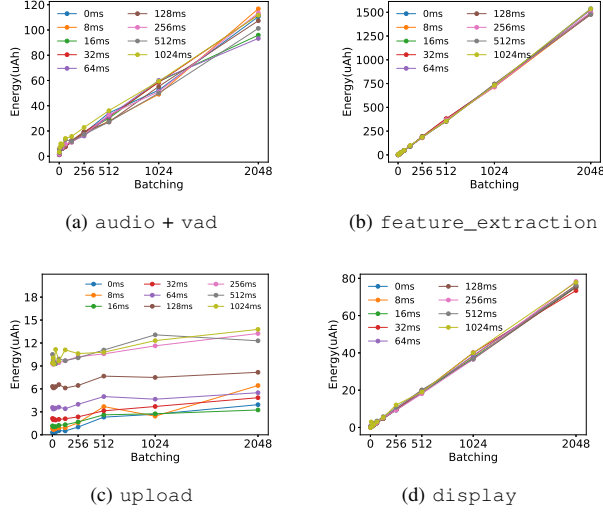 120
100
80
60
40
20
0
Energy(uAh)
0ms
8ms
16ms
32ms
64ms
128ms
256ms
512ms
1024ms
0 256 512 1024 2048
Batching
(a) audio + vad
1500
1250
1000
750
500
250
0
Energy(uAh)
0ms
8ms
16ms
32ms
64ms
128ms
256ms
512ms
1024ms
0 256 512 1024 2048
Batching
(b) feature_extraction
18
15
12
9
6
3
0
Energy(uAh)
0ms
8ms
16ms
32ms
64ms
128ms
256ms
512ms
1024ms
0 256 512 1024 2048
Batching
(c) upload
80
60
40
20
0
Energy(uAh)
0ms
8ms
16ms
32ms
64ms
128ms
256ms
512ms
1024ms
0 256 512 1024 2048
Batching
(d) display